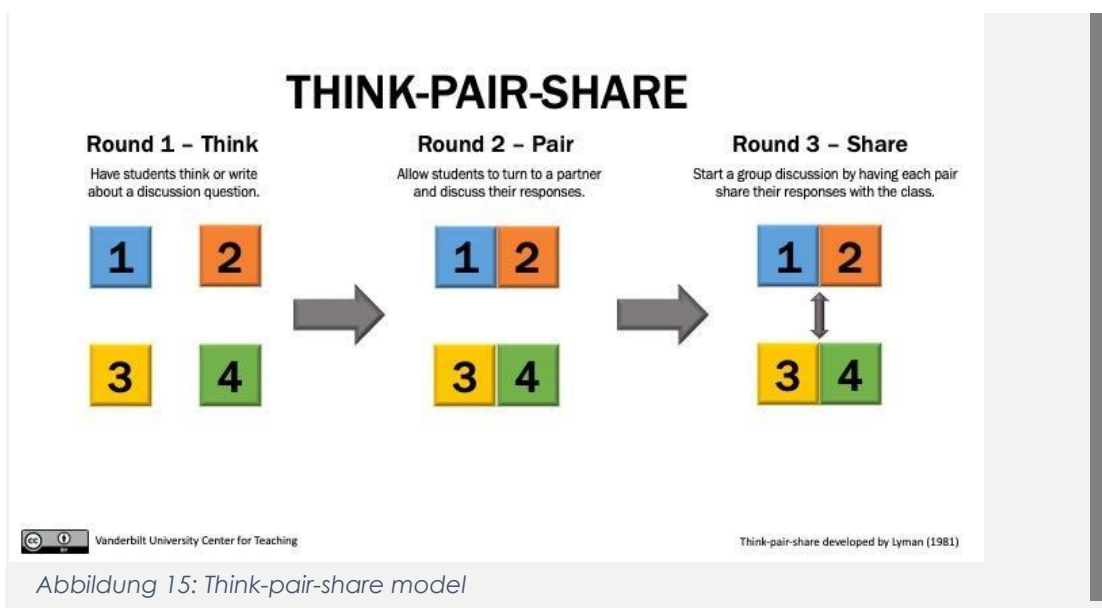 THINK-PAIR-SHARE
Round 1 – Think
Have students think or write
about a discussion question.
Round 2 – Pair
Allow students to turn to a partner
and discuss their responses.
Round 3 – Share
Start a group discussion by having each pair
share their responses with the class.
1 2
3 4
1 2
3 4
1 2
3 4
cc BY
Vanderbilt University Center for Teaching
Think-pair-share developed by Lyman (1981)
Abbildung 15: Think-pair-share model